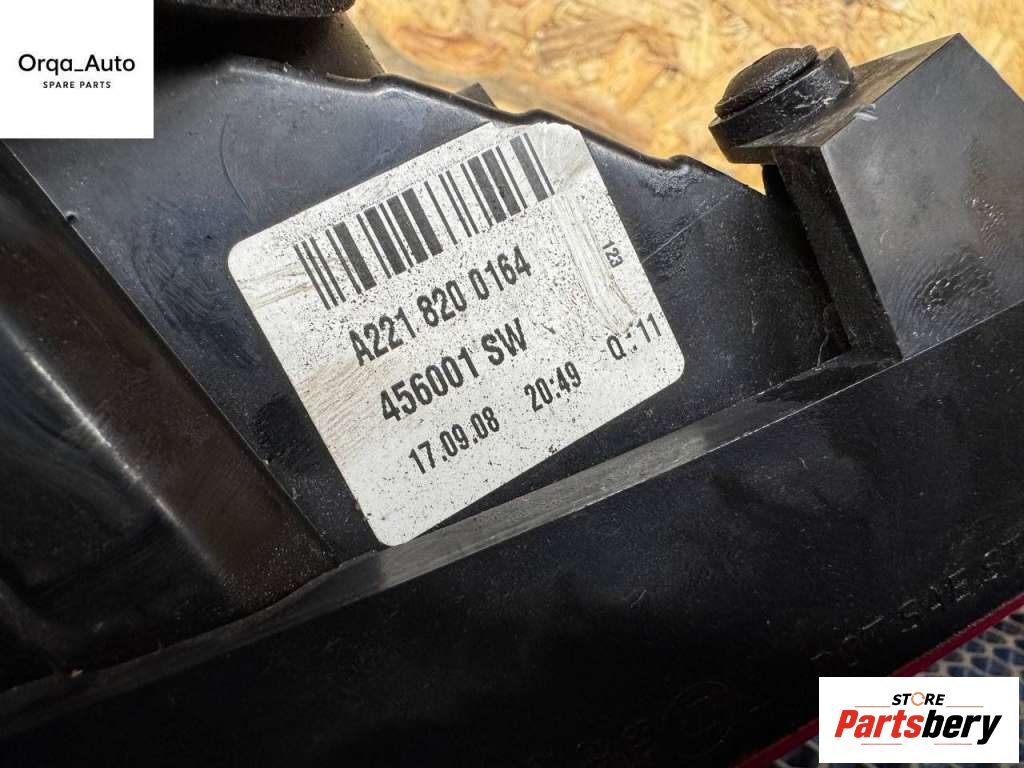 Orqa_Auto
SPARE PARTS
A221 820 0164
123
456001 SW
17.09.08 20:49 Q.:11
STORE
Partsbery